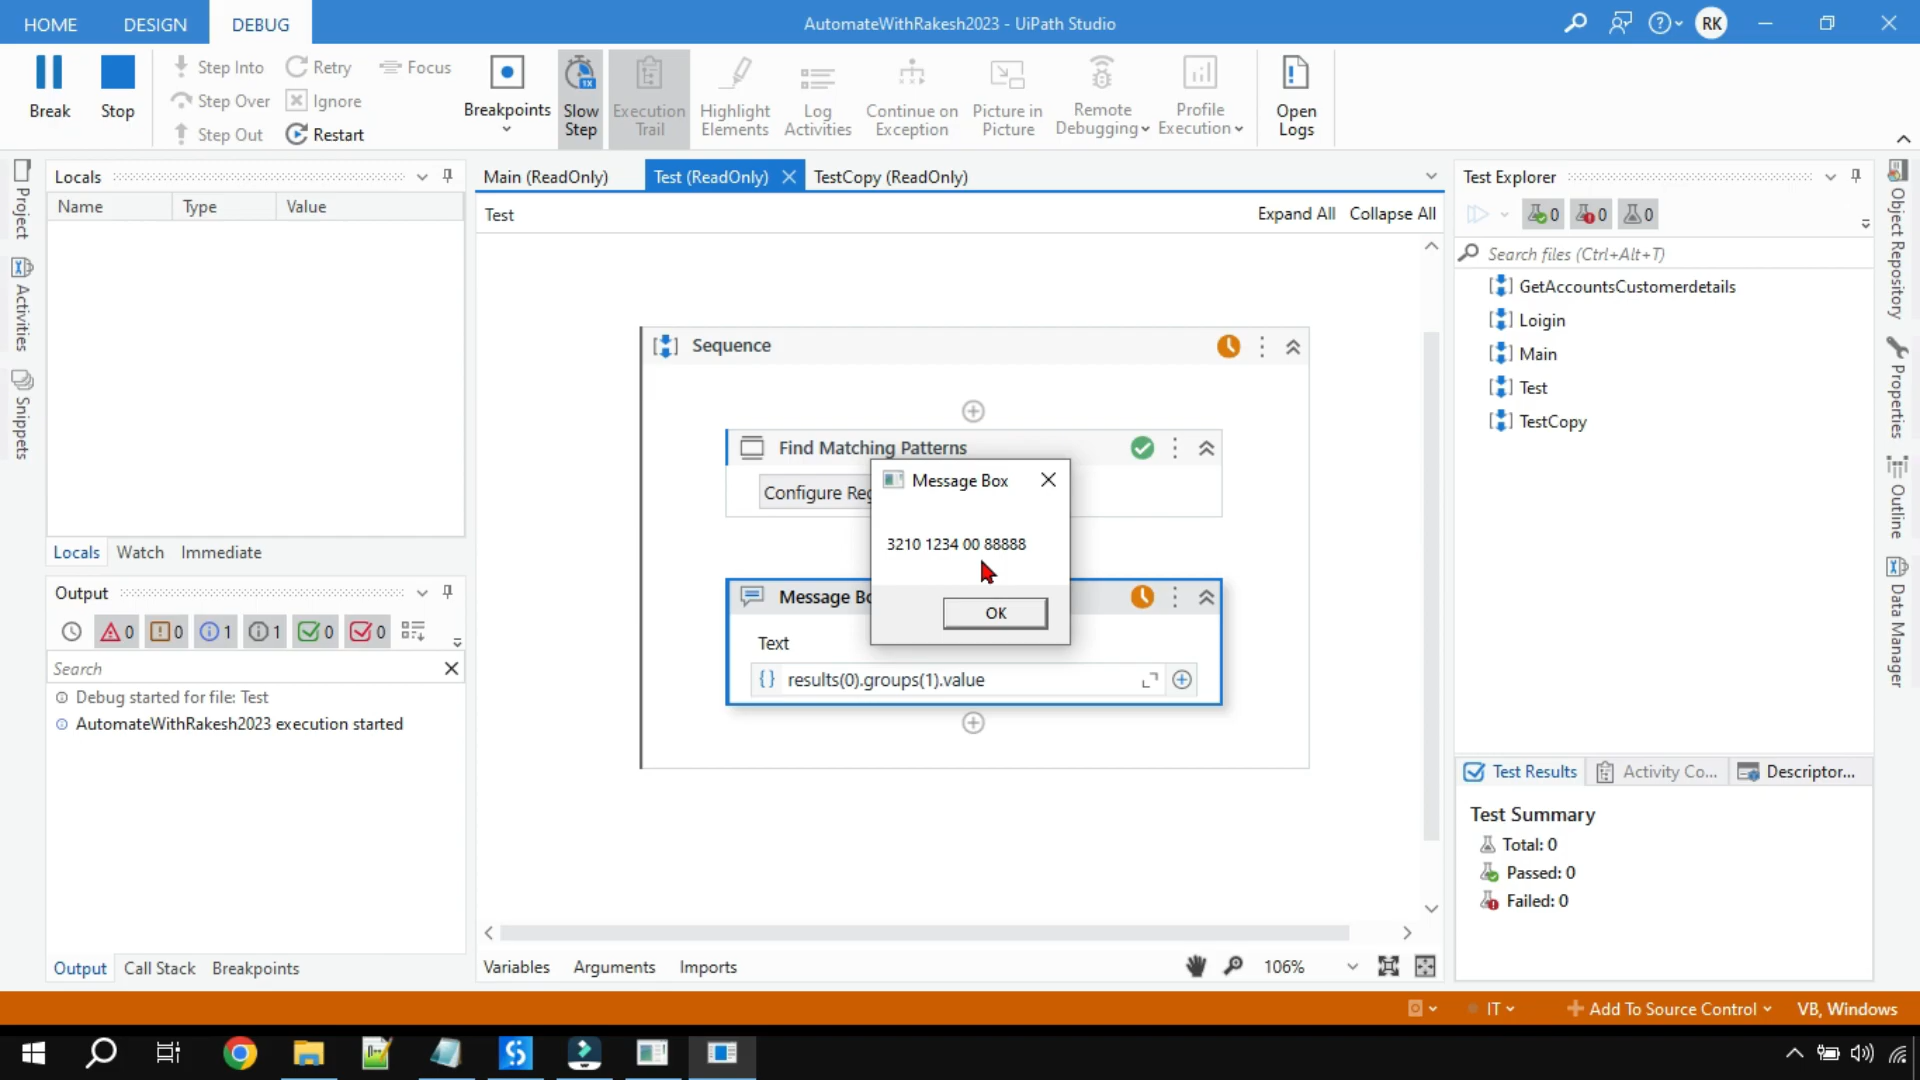 HOME
DESIGN
DEBUG
AutomateWithRakesh2023 - UiPath Studio
RK
Break
Stop
Step Into
Step Over
Step Out
Retry
Ignore
Restart
Focus
Breakpoints
Slow
Step
Execution
Trail
Highlight
Elements
Log
Activities
Continue on
Exception
Picture in
Picture
Remote
Debugging
Profile
Execution
Open
Logs
Project
Activities
Snippets
Locals
Name
Type
Value
Locals
Watch
Immediate
Output
0
0
1
1
0
0
Search
Debug started for file: Test
AutomateWithRakesh2023 execution started
Output
Call Stack
Breakpoints
Main (ReadOnly)
Test (ReadOnly)
TestCopy (ReadOnly)
Test
Expand All
Collapse All
Sequence
Find Matching Patterns
Configure Reg
Message Box
3210 1234 00 88888
OK
Message Bo
Text
results(0).groups(1).value
Variables
Arguments
Imports
106%
Test Explorer
0
0
0
Search files (Ctrl+Alt+T)
GetAccountsCustomerdetails
Loigin
Main
Test
TestCopy
Test Results
Activity Co...
Descriptor...
Test Summary
Total: 0
Passed: 0
Failed: 0
Object Repository
Properties
Outline
Data Manager
IT
Add To Source Control
VB, Windows